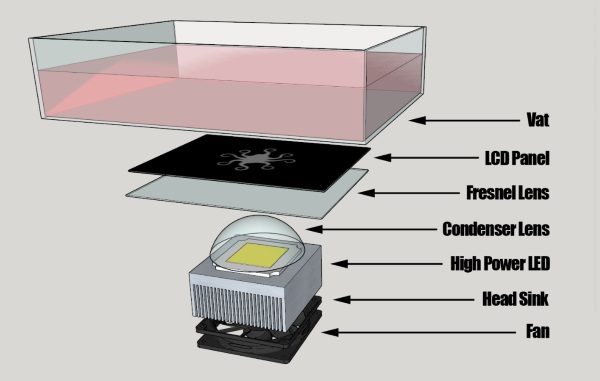 Vat
LCD Panel
Fresnel Lens
Condenser Lens
High Power LED
Head Sink
Fan